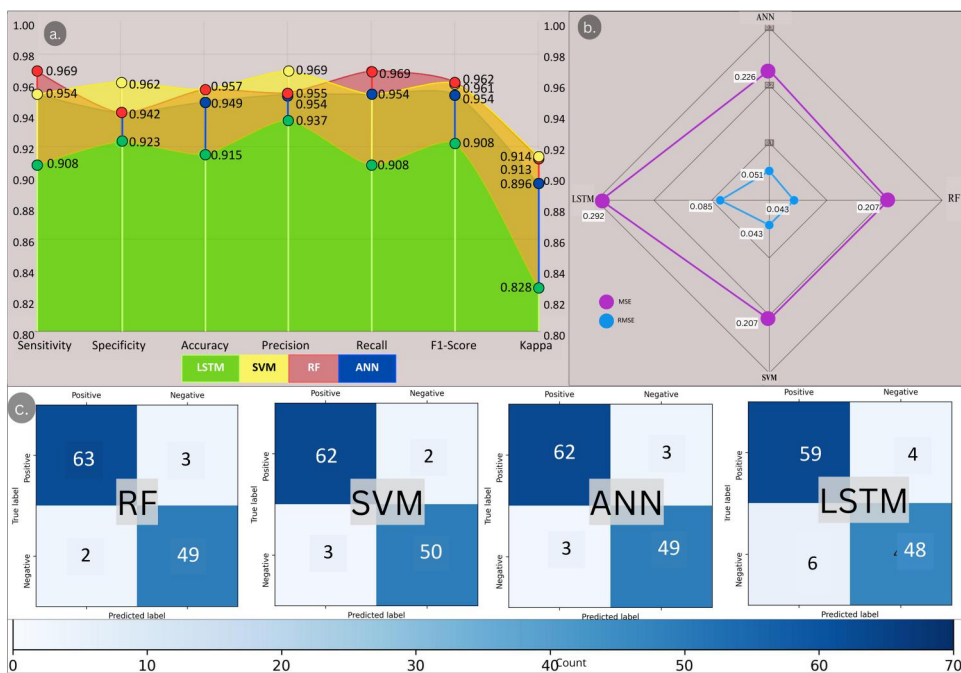 a.
1.00 1.00
0.98 0.98
0.96 0.96
0.94 0.94
0.92 0.92
0.90 0.90
0.88 0.88
0.86 0.86
0.84 0.84
0.82 0.82
0.80 0.80
0.969
0.954
0.908
0.962
0.942
0.923
0.957
0.949
0.915
0.969
0.955
0.954
0.937
0.969
0.954
0.908
0.962
0.961
0.954
0.908
0.914
0.913
0.896
0.828
Sensitivity Specificity Accuracy Precision Recall F1-Score Kappa
LSTM SVM RF ANN
b.
ANN
0.226
0.051
LSTM 0.085 0.043 0.207 RF
0.292
0.043
0.207
MSE
RMSE
SVM
c.
Positive Negative
True label
Positive
Negative
63 3
RF
2 49
Predicted label
Positive Negative
True label
Positive
Negative
62 2
SVM
3 50
Predicted label
Positive Negative
True label
Positive
Negative
62 3
ANN
3 49
Predicted label
Positive Negative
True label
Positive
Negative
59 4
LSTM
6 48
Predicted label
0 10 20 30 40 50 60 70
Count